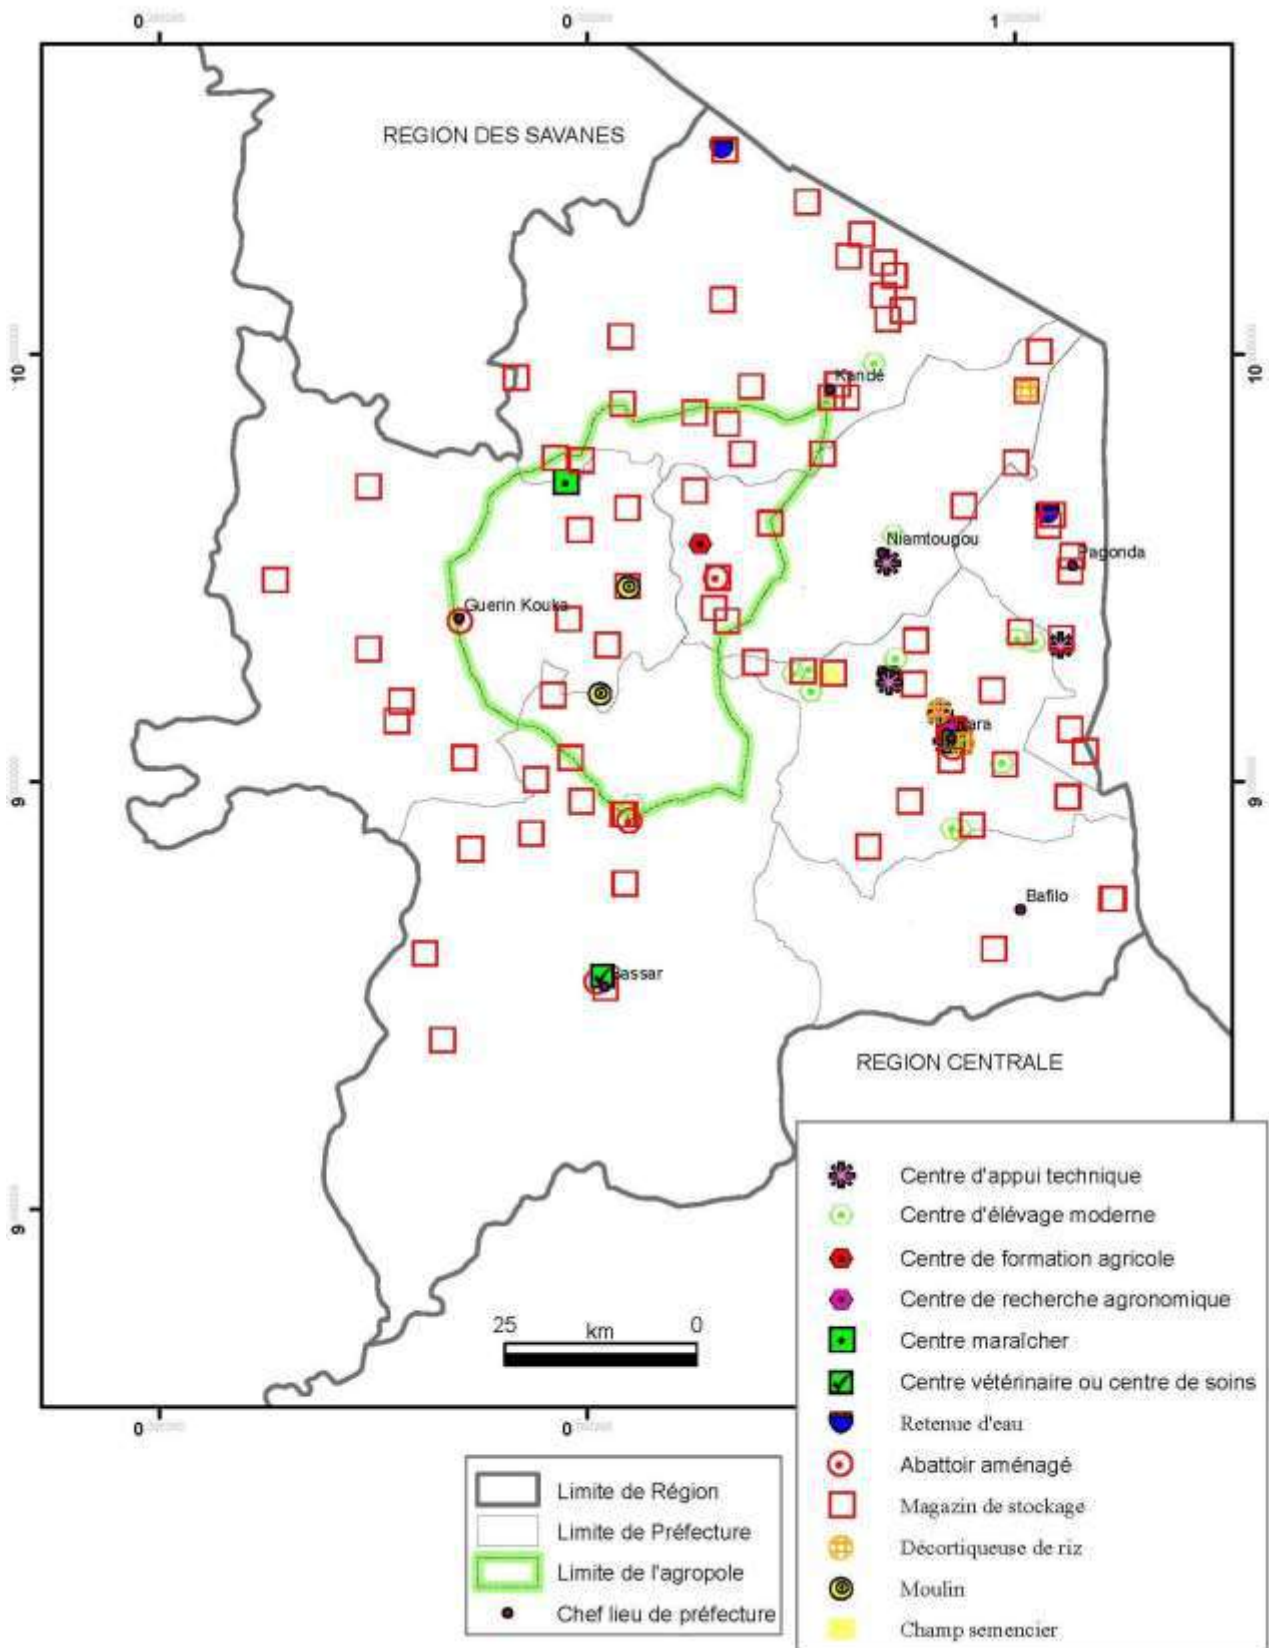 0
0
1
REGION DES SAVANES
10
10
Kandé
Niamtougou
Pagonda
Guerin Kouka
9
9
Bafilo
Bassar
REGION CENTRALE
9
25 km 0
0
0
Centre d'appui technique
Centre d'élévage moderne
Centre de formation agricole
Centre de recherche agronomique
Centre maraîcher
Centre vétérinaire ou centre de soins
Retenue d'eau
Abattoir aménagé
Magazin de stockage
Décortiqueuse de riz
Moulin
Champ semencier
Limite de Région
Limite de Préfecture
Limite de l'agropole
Chef lieu de préfecture